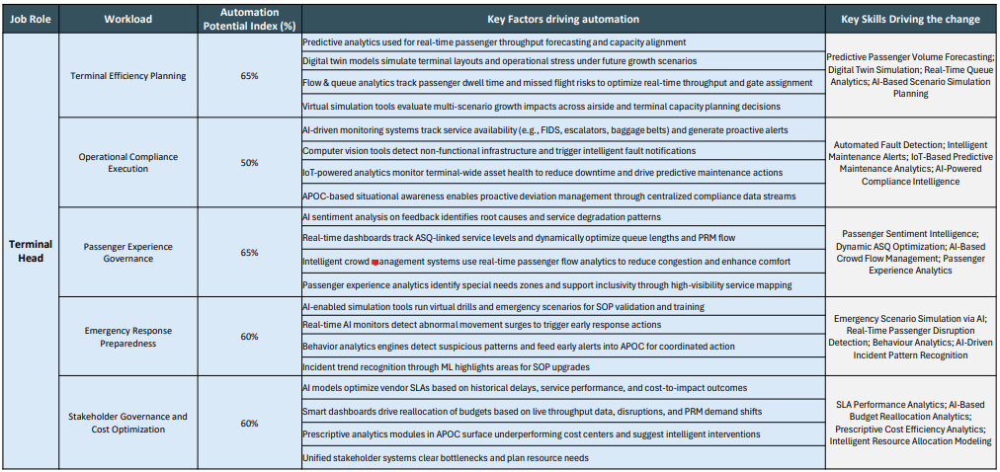 Job Role
Workload
Automation
Potential Index (%)
Key Factors driving automation
Key Skills Driving the change
Terminal
Head
Terminal Efficiency Planning
65%
Predictive analytics used for real-time passenger throughput forecasting and capacity alignment
Digital twin models simulate terminal layouts and operational stress under future growth scenarios
Flow & queue analytics track passenger dwell time and missed flight risks to optimize real-time throughput and gate assignment
Virtual simulation tools evaluate multi-scenario growth impacts across airside and terminal capacity planning decisions
Predictive Passenger Volume Forecasting;
Digital Twin Simulation; Real-Time Queue
Analytics; AI-Based Scenario Simulation
Planning
Operational Compliance
Execution
50%
AI-driven monitoring systems track service availability (e.g., FIDS, escalators, baggage belts) and generate proactive alerts
Computer vision tools detect non-functional infrastructure and trigger intelligent fault notifications
IoT-powered analytics monitor terminal-wide asset health to reduce downtime and drive predictive maintenance actions
APOC-based situational awareness enables proactive deviation management through centralized compliance data streams
Automated Fault Detection; Intelligent
Maintenance Alerts; IoT-Based Predictive
Maintenance Analytics; AI-Powered
Compliance Intelligence
Passenger Experience
Governance
65%
AI sentiment analysis on feedback identifies root causes and service degradation patterns
Real-time dashboards track ASQ-linked service levels and dynamically optimize queue lengths and PRM flow
Intelligent crowd management systems use real-time passenger flow analytics to reduce congestion and enhance comfort
Passenger experience analytics identify special needs zones and support inclusivity through high-visibility service mapping
Passenger Sentiment Intelligence;
Dynamic ASQ Optimization; AI-Based
Crowd Flow Management; Passenger
Experience Analytics
Emergency Response
Preparedness
60%
AI-enabled simulation tools run virtual drills and emergency scenarios for SOP validation and training
Real-time AI monitors detect abnormal movement surges to trigger early response actions
Behavior analytics engines detect suspicious patterns and feed early alerts into APOC for coordinated action
Incident trend recognition through ML highlights areas for SOP upgrades
Emergency Scenario Simulation via AI;
Real-Time Passenger Disruption
Detection; Behaviour Analytics; AI-Driven
Incident Pattern Recognition
Stakeholder Governance and
Cost Optimization
60%
AI models optimize vendor SLAs based on historical delays, service performance, and cost-to-impact outcomes
Smart dashboards drive reallocation of budgets based on live throughput data, disruptions, and PRM demand shifts
Prescriptive analytics modules in APOC surface underperforming cost centers and suggest intelligent interventions
Unified stakeholder systems clear bottlenecks and plan resource needs
SLA Performance Analytics; AI-Based
Budget Reallocation Analytics;
Prescriptive Cost Efficiency Analytics;
Intelligent Resource Allocation Modeling